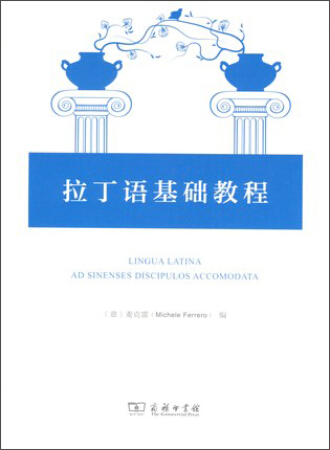 拉丁语基础教程
LINGUA LATINA
AD SINENSES DISCIPULOS ACCOMODATA
（意）麦克雷（Michele Ferrero） 编
商务印书馆
The Commercial Press